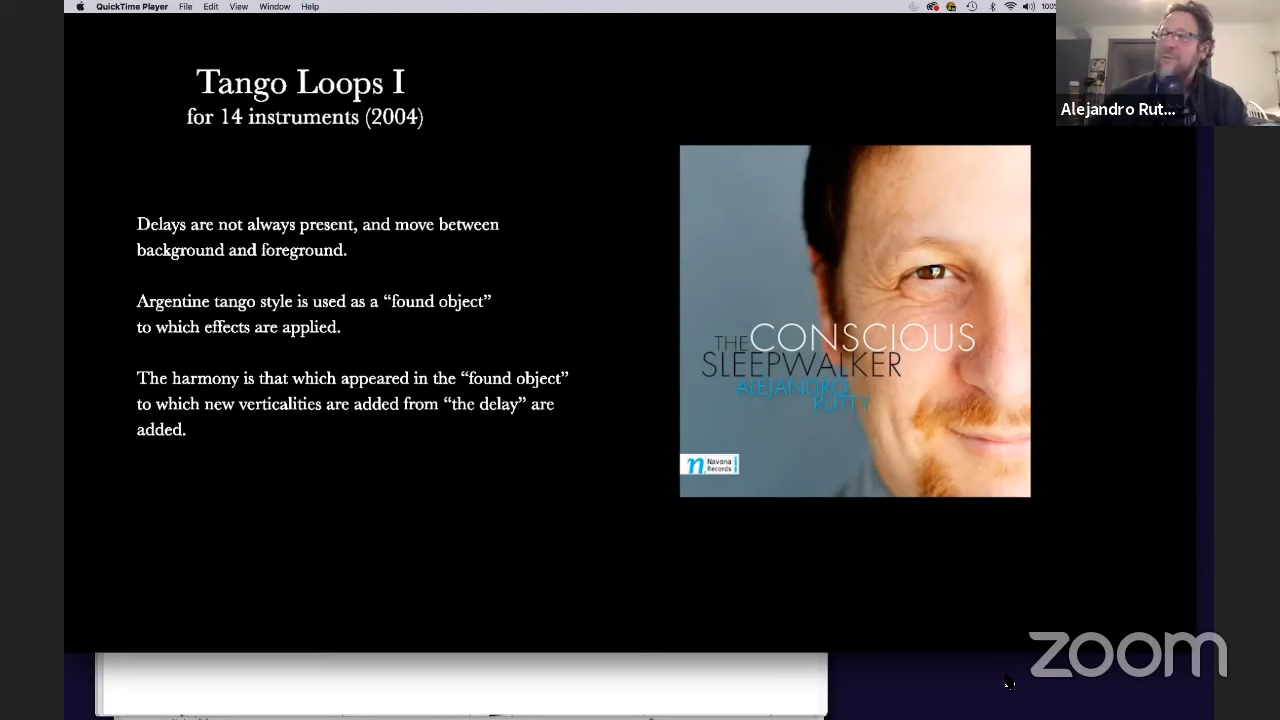 QuickTime Player File Edit View Window Help
100%
Alejandro Rut...
Tango Loops I
for 14 instruments (2004)
Delays are not always present, and move between
background and foreground.
Argentine tango style is used as a “found object”
to which effects are applied.
The harmony is that which appeared in the “found object”
to which new verticalities are added from “the delay” are
added.
THE CONSCIOUS
SLEEPWALKER
ALEJANDRO
RUTTY
n Navona
Records
zoom